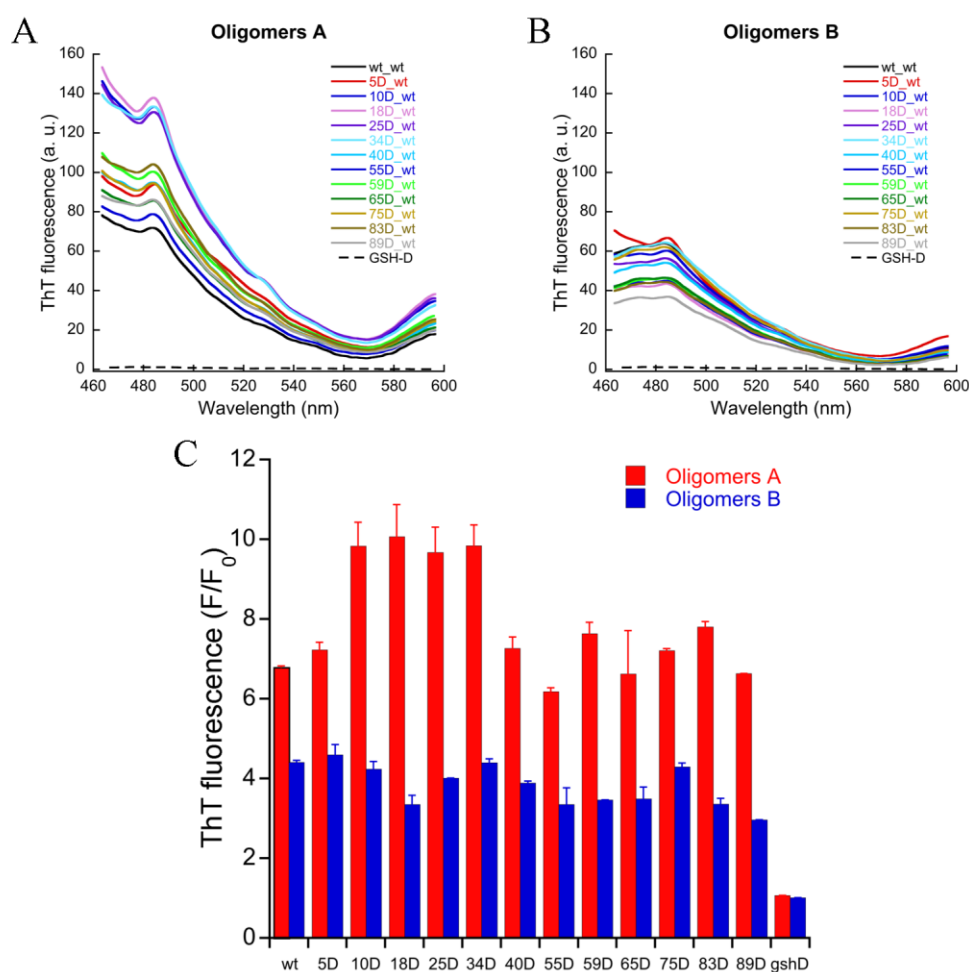 A
Oligomers A
160
140
120
100
80
60
40
20
0
ThT fluorescence (a. u.)
wt_wt
5D_wt
10D_wt
18D_wt
25D_wt
34D_wt
40D_wt
55D_wt
59D_wt
65D_wt
75D_wt
83D_wt
89D_wt
GSH-D
460 480 500 520 540 560 580 600
Wavelength (nm)
B
Oligomers B
160
140
120
100
80
60
40
20
0
ThT fluorescence (a. u.)
wt_wt
5D_wt
10D_wt
18D_wt
25D_wt
34D_wt
40D_wt
55D_wt
59D_wt
65D_wt
75D_wt
83D_wt
89D_wt
GSH-D
460 480 500 520 540 560 580 600
Wavelength (nm)
C
12
10
8
6
4
2
0
ThT fluorescence (F/F0)
Oligomers A
Oligomers B
wt 5D 10D 18D 25D 34D 40D 55D 59D 65D 75D 83D 89D gshD